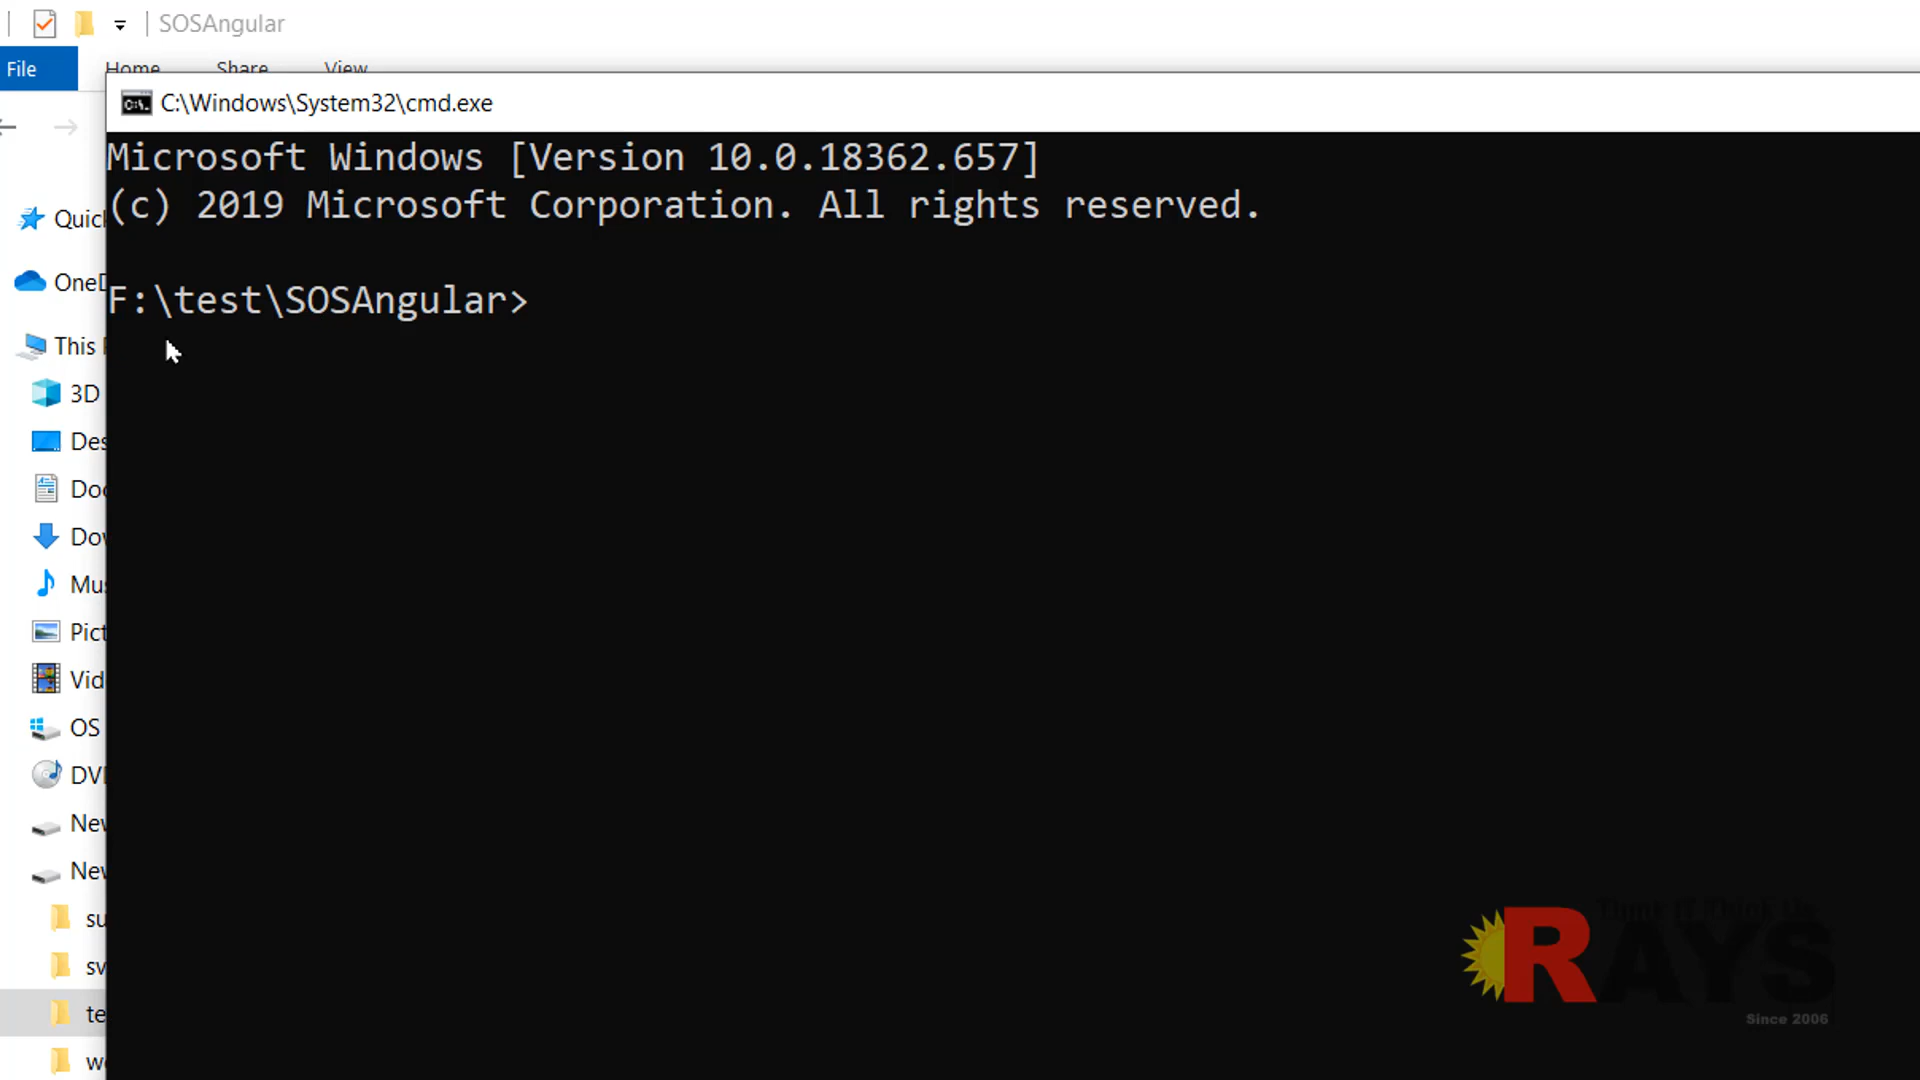 SOSAngular
File Home Share View
C:\Windows\System32\cmd.exe
Microsoft Windows [Version 10.0.18362.657]
(c) 2019 Microsoft Corporation. All rights reserved.
Quick
OneD
F:\test\SOSAngular>
This
3D
Des
Doc
Dow
Mus
Pict
Vid
OS
DVD
New
New
su
sv
te
we
RAYS
Since 2006